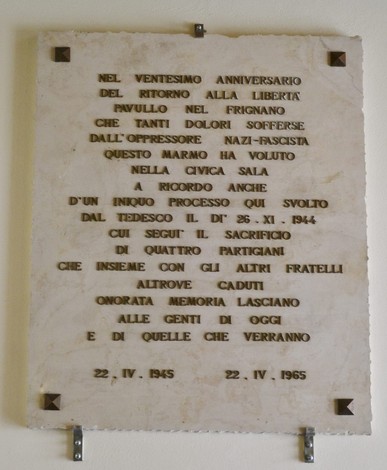 NEL VENTESIMO ANNIVERSARIO
DEL RITORNO ALLA LIBERTA'
PAVULLO NEL FRIGNANO
CHE TANTI DOLORI SOFFERSE
DALL'OPPRESSORE NAZI-FASCISTA
QUESTO MARMO HA VOLUTO
NELLA CIVICA SALA
A RICORDO ANCHE
D'UN INIQUO PROCESSO QUI SVOLTO
DAL TEDESCO IL DI' 26.XI.1944
CUI SEGUI' IL SACRIFICIO
DI QUATTRO PARTIGIANI
CHE INSIEME CON GLI ALTRI FRATELLI
ALTROVE CADUTI
ONORATA MEMORIA LASCIANO
ALLE GENTI DI OGGI
E DI QUELLE CHE VERRANNO
22.IV.1945 22.IV.1965